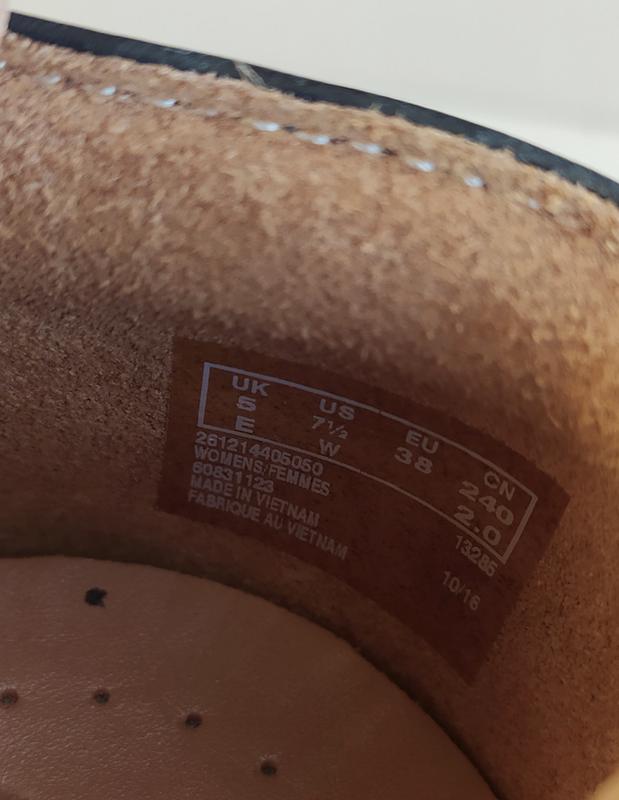 UK US EU CN
5 7½ 38 240
E W 2.0
261214405050 13285
WOMENS/FEMMES
60831123 10/16
MADE IN VIETNAM
FABRIQUE AU VIETNAM